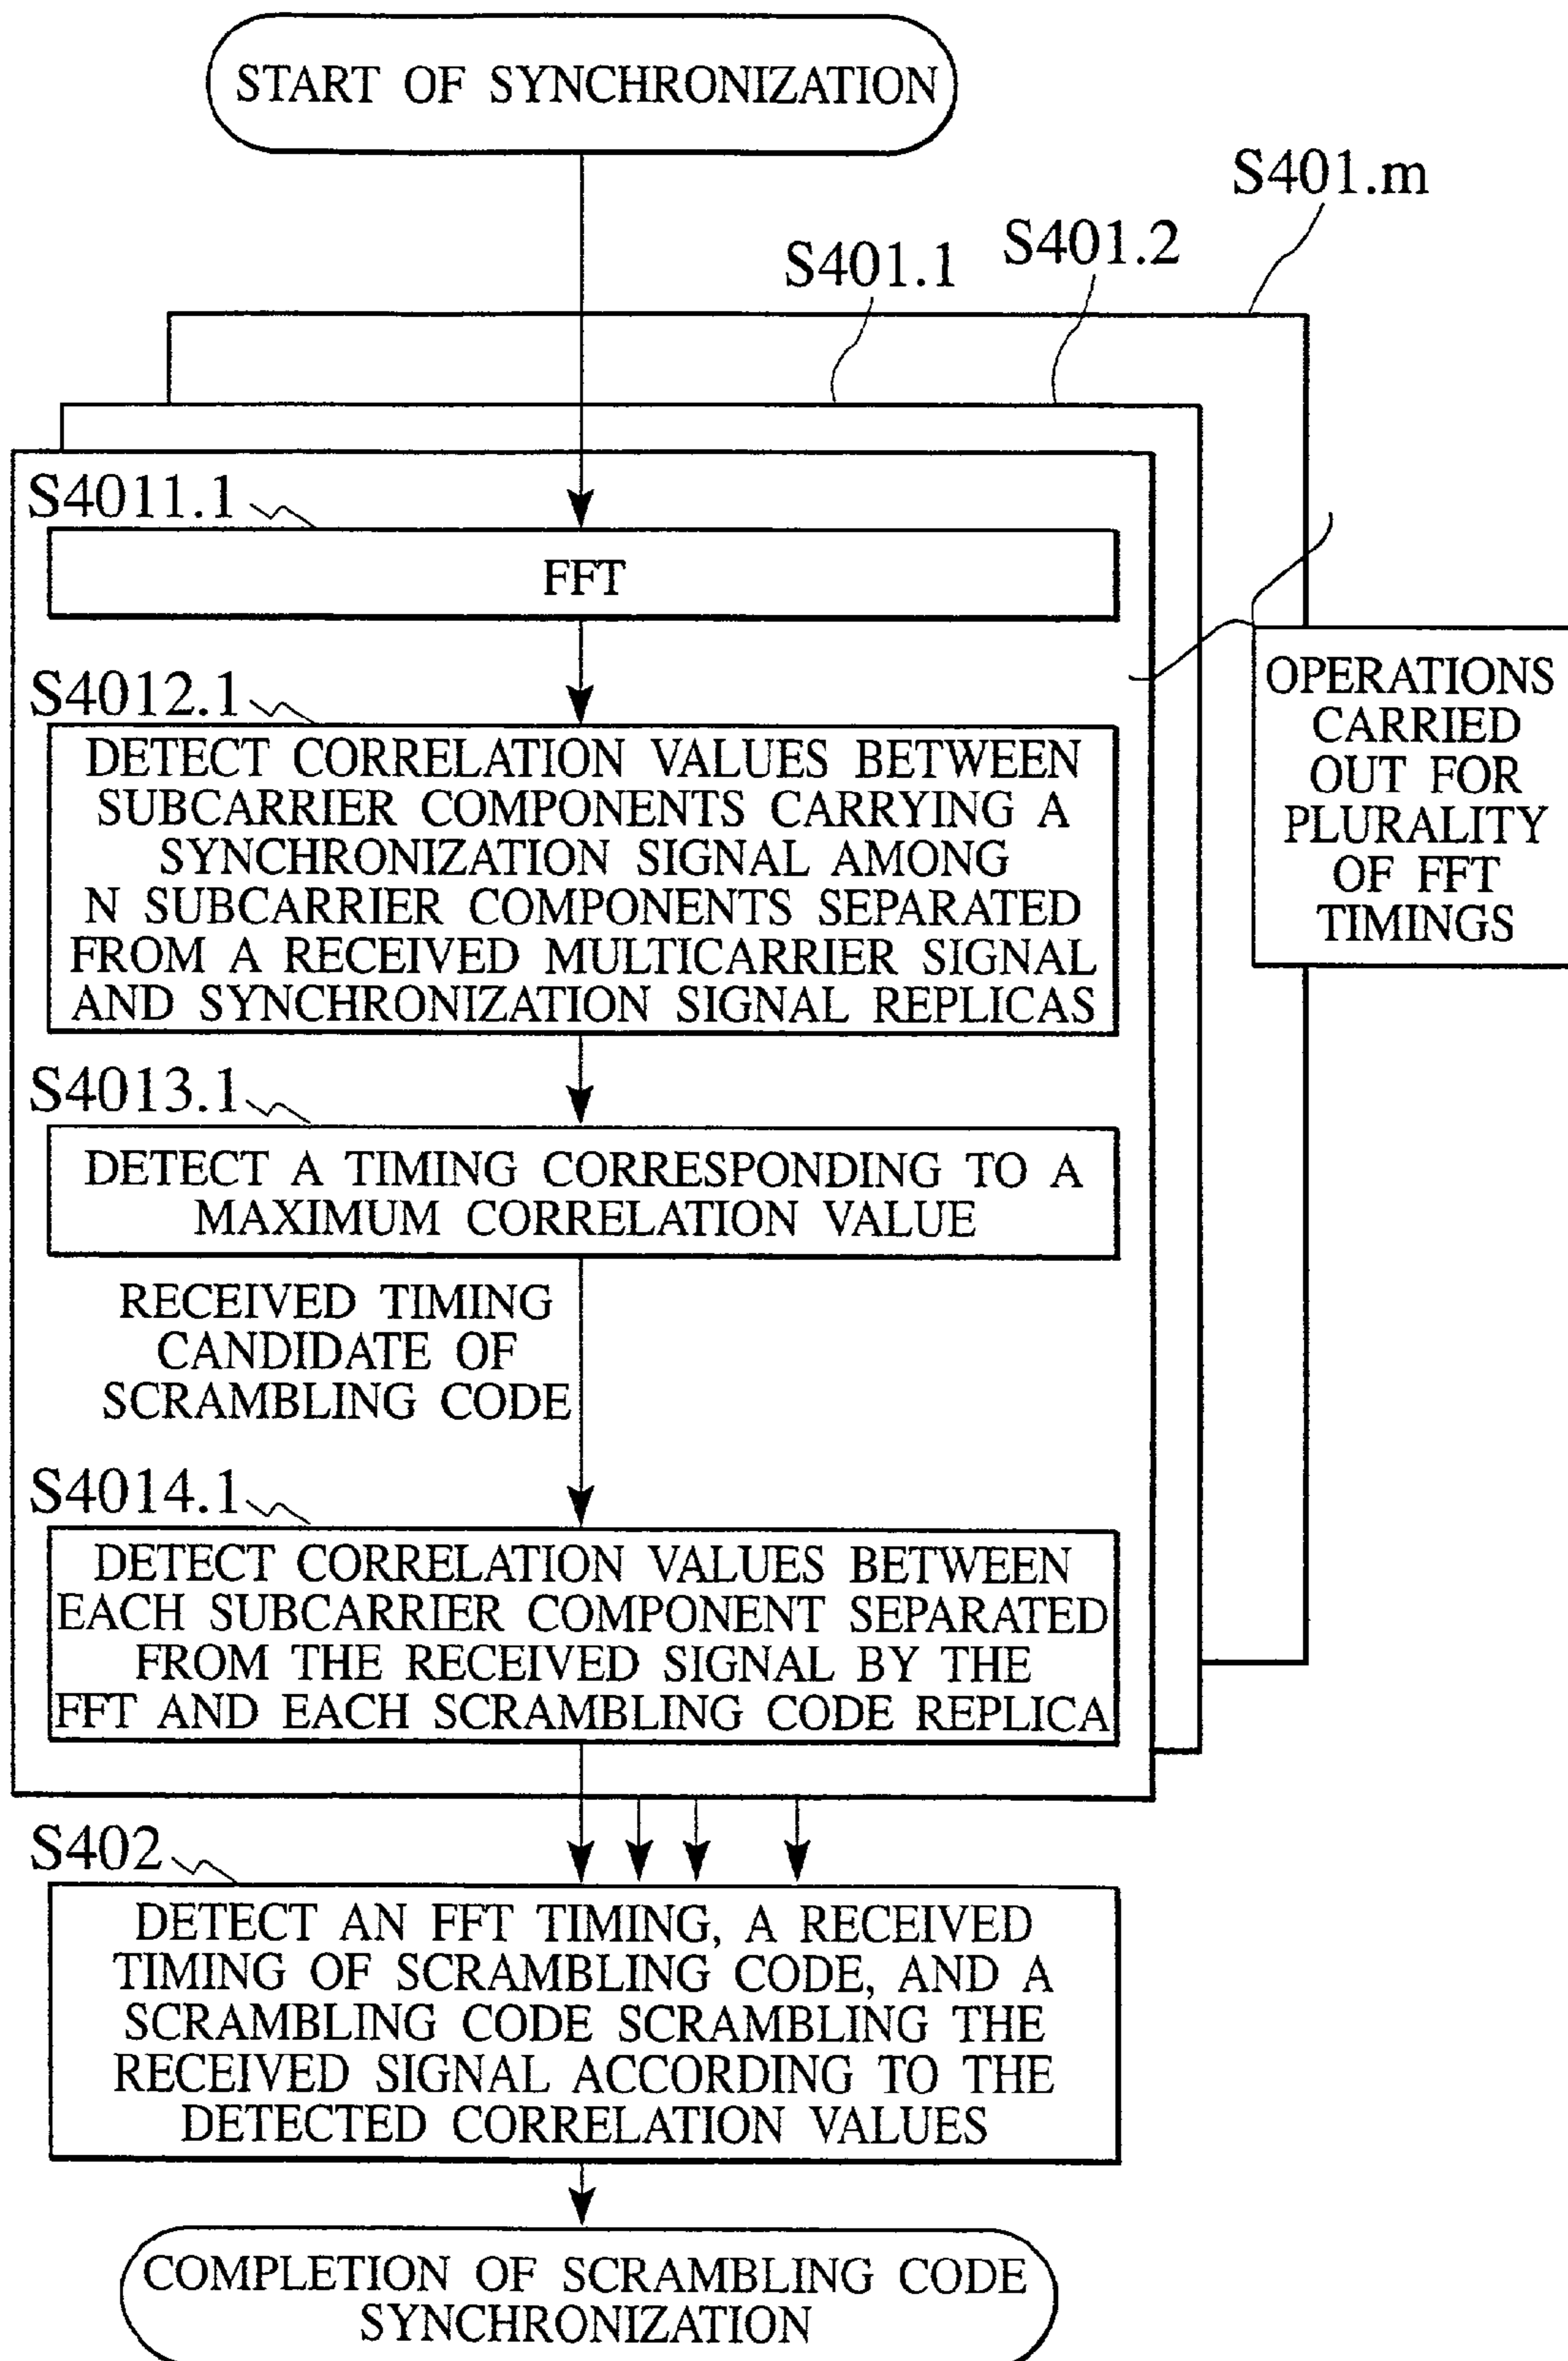 START OF SYNCHRONIZATION
S401.m
S401.2
S401.1
S4011.1
FFT
S4012.1
DETECT CORRELATION VALUES BETWEEN
SUBCARRIER COMPONENTS CARRYING A
SYNCHRONIZATION SIGNAL AMONG
N SUBCARRIER COMPONENTS SEPARATED
FROM A RECEIVED MULTICARRIER SIGNAL
AND SYNCHRONIZATION SIGNAL REPLICAS
OPERATIONS
CARRIED
OUT FOR
PLURALITY
OF FFT
TIMINGS
S4013.1
DETECT A TIMING CORRESPONDING TO A
MAXIMUM CORRELATION VALUE
RECEIVED TIMING
CANDIDATE OF
SCRAMBLING CODE
S4014.1
DETECT CORRELATION VALUES BETWEEN
EACH SUBCARRIER COMPONENT SEPARATED
FROM THE RECEIVED SIGNAL BY THE
FFT AND EACH SCRAMBLING CODE REPLICA
S402
DETECT AN FFT TIMING, A RECEIVED
TIMING OF SCRAMBLING CODE, AND A
SCRAMBLING CODE SCRAMBLING THE
RECEIVED SIGNAL ACCORDING TO THE
DETECTED CORRELATION VALUES
COMPLETION OF SCRAMBLING CODE
SYNCHRONIZATION